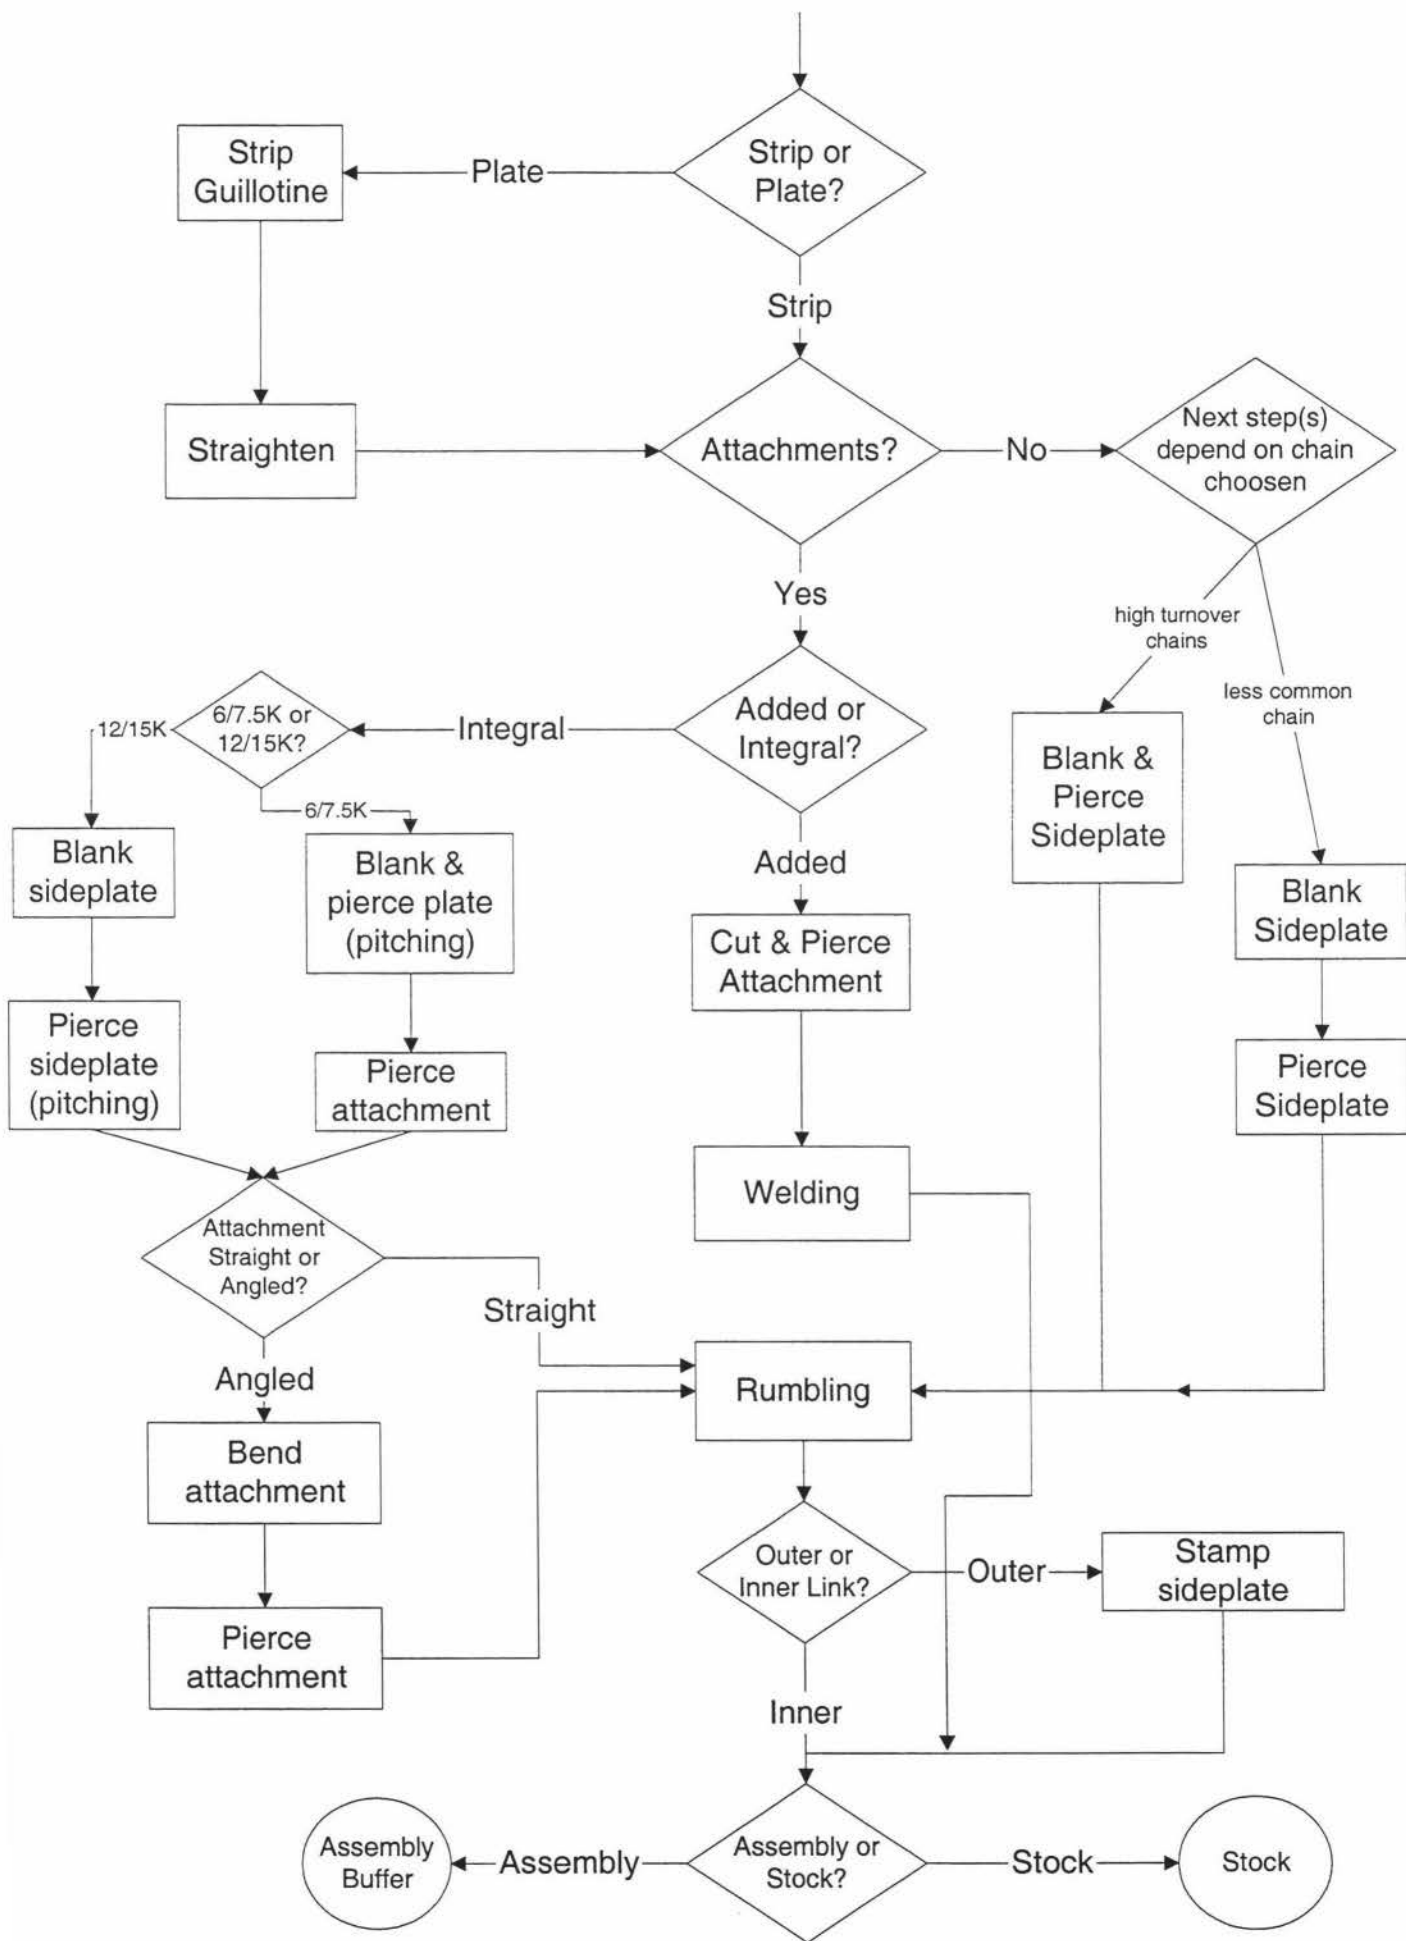 Strip
Guillotine
Plate
Strip or
Plate?
Strip
Straighten
Attachments?
No
Next step(s)
depend on chain
choosen
Yes
high turnover
chains
less common
chain
12/15K
6/7.5K or
12/15K?
Integral
Added or
Integral?
6/7.5K
Blank &
Pierce
Sideplate
Blank
sideplate
Blank &
pierce plate
(pitching)
Added
Blank
Sideplate
Cut & Pierce
Attachment
Pierce
sideplate
(pitching)
Pierce
attachment
Pierce
Sideplate
Welding
Attachment
Straight or
Angled?
Straight
Angled
Rumbling
Bend
attachment
Outer or
Inner Link?
Outer
Stamp
sideplate
Pierce
attachment
Inner
Assembly
Buffer
Assembly
Assembly or
Stock?
Stock
Stock